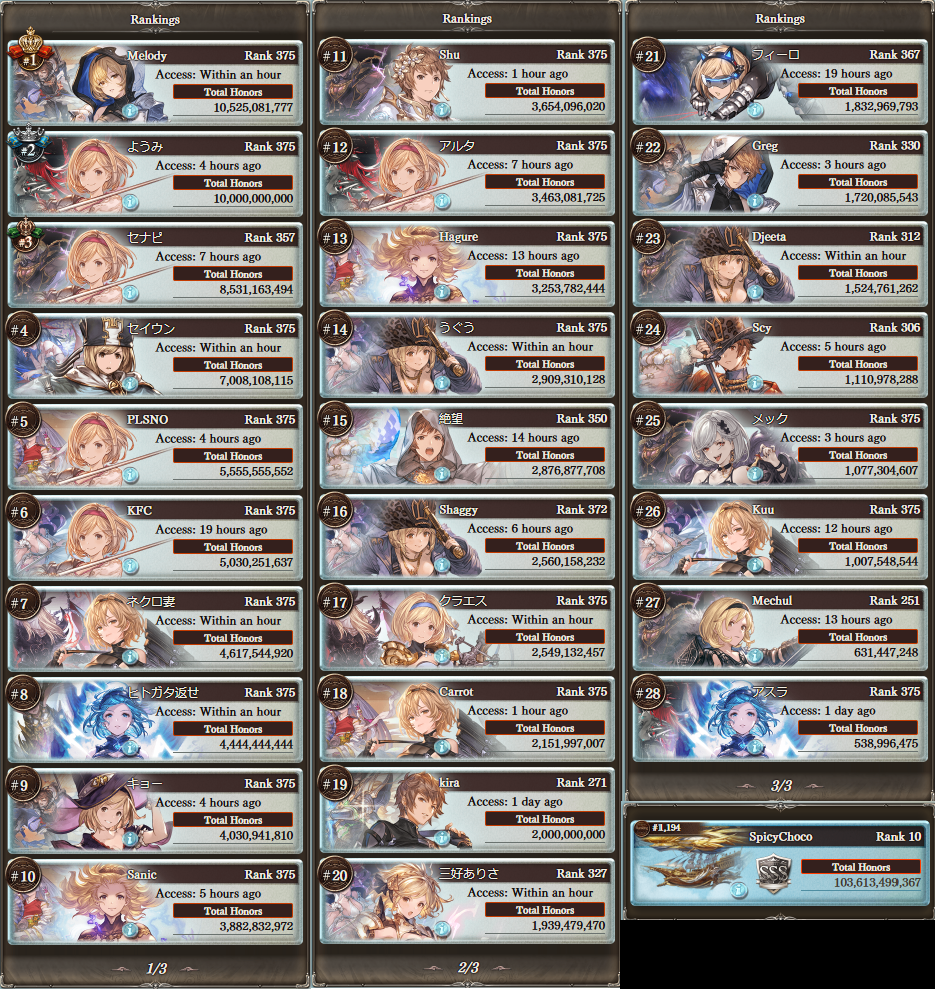 Rankings
#1
Melody Rank 375
Access: Within an hour
Total Honors
10,525,081,777
#2
ようみ Rank 375
Access: 4 hours ago
Total Honors
10,000,000,000
#3
セナピ Rank 357
Access: 7 hours ago
Total Honors
8,531,163,494
#4
セイウン Rank 375
Access: Within an hour
Total Honors
7,008,108,115
#5
PLSNO Rank 375
Access: 4 hours ago
Total Honors
5,555,555,552
#6
KFC Rank 375
Access: 19 hours ago
Total Honors
5,030,251,637
#7
ネクロ妻 Rank 375
Access: Within an hour
Total Honors
4,617,544,920
#8
ヒトガタ返せ Rank 375
Access: Within an hour
Total Honors
4,444,444,444
#9
キョー Rank 375
Access: 4 hours ago
Total Honors
4,030,941,810
#10
Sanic Rank 375
Access: 5 hours ago
Total Honors
3,882,832,972
1/3
Rankings
#11
Shu Rank 375
Access: 1 hour ago
Total Honors
3,654,096,020
#12
アルタ Rank 375
Access: 7 hours ago
Total Honors
3,463,081,725
#13
Hagure Rank 375
Access: 13 hours ago
Total Honors
3,253,782,444
#14
うぐう Rank 375
Access: Within an hour
Total Honors
2,909,310,128
#15
絶望 Rank 350
Access: 14 hours ago
Total Honors
2,876,877,708
#16
Shaggy Rank 372
Access: 6 hours ago
Total Honors
2,560,158,232
#17
クラエス Rank 375
Access: Within an hour
Total Honors
2,549,132,457
#18
Carrot Rank 375
Access: 1 hour ago
Total Honors
2,151,997,007
#19
kira Rank 271
Access: 1 day ago
Total Honors
2,000,000,000
#20
三好ありさ Rank 327
Access: Within an hour
Total Honors
1,939,479,470
2/3
Rankings
#21
フィーロ Rank 367
Access: 19 hours ago
Total Honors
1,832,969,793
#22
Greg Rank 330
Access: 3 hours ago
Total Honors
1,720,085,543
#23
Djeeta Rank 312
Access: Within an hour
Total Honors
1,524,761,262
#24
Scy Rank 306
Access: 5 hours ago
Total Honors
1,110,978,288
#25
メック Rank 375
Access: 3 hours ago
Total Honors
1,077,304,607
#26
Kuu Rank 375
Access: 12 hours ago
Total Honors
1,007,548,544
#27
Mechul Rank 251
Access: 13 hours ago
Total Honors
631,447,248
#28
アスラ Rank 375
Access: 1 day ago
Total Honors
538,996,475
3/3
#1,194
SpicyChoco Rank 10
SSS
Total Honors
103,613,499,367